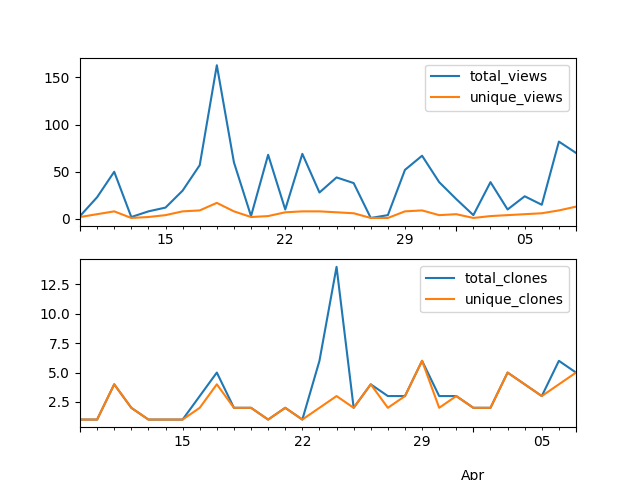 150
100
50
0
total_views
unique_views
15 22 29 05
12.5
10.0
7.5
5.0
2.5
total_clones
unique_clones
15 22 29 05
Apr